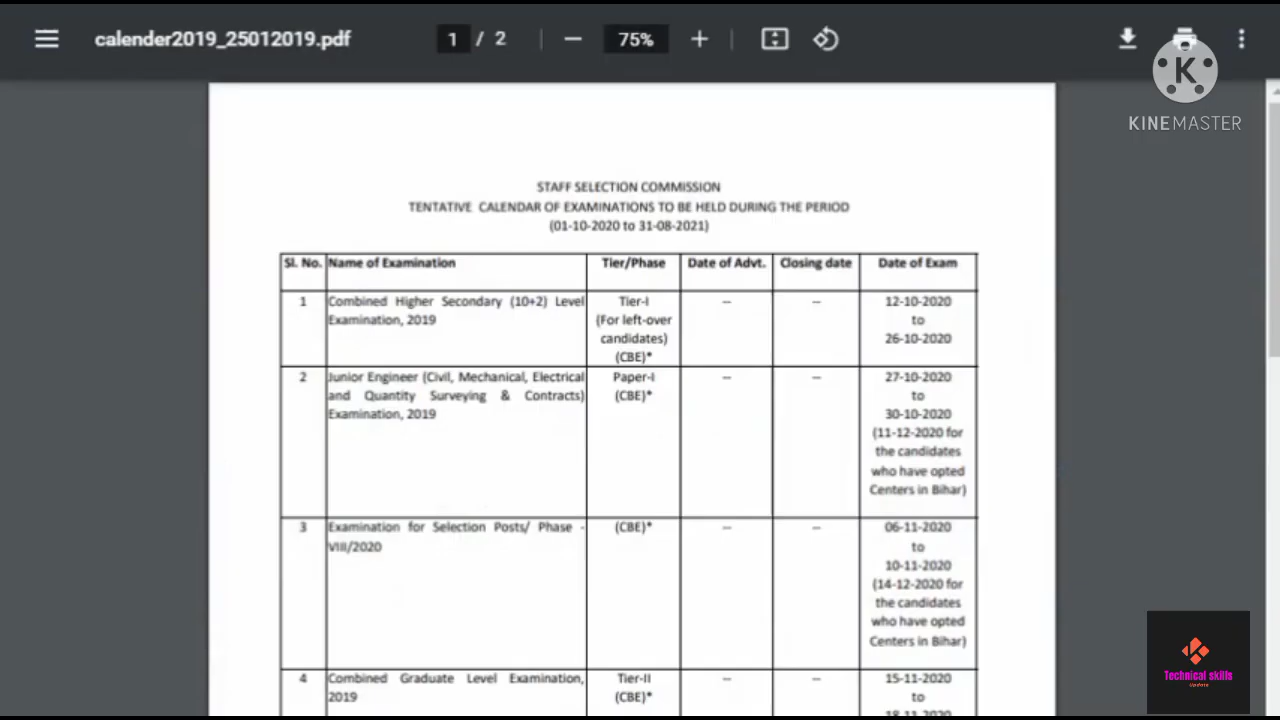 calender2019_25012019.pdf
1 / 2
75%
K
KINEMASTER
STAFF SELECTION COMMISSION
TENTATIVE CALENDAR OF EXAMINATIONS TO BE HELD DURING THE PERIOD
(01-10-2020 to 31-08-2021)
Sl. No. Name of Examination Tier/Phase Date of Advt. Closing date Date of Exam
1 Combined Higher Secondary (10+2) Level Tier-I -- -- 12-10-2020
Examination, 2019 (For left-over to
candidates) 26-10-2020
(CBE)*
2 Junior Engineer (Civil, Mechanical, Electrical Paper-I -- -- 27-10-2020
and Quantity Surveying & Contracts) (CBE)* to
Examination, 2019 30-10-2020
(11-12-2020 for
the candidates
who have opted
Centers in Bihar)
3 Examination for Selection Posts/ Phase - (CBE)* -- -- 06-11-2020
VIII/2020 to
10-11-2020
(14-12-2020 for
the candidates
who have opted
Centers in Bihar)
4 Combined Graduate Level Examination, Tier-II -- -- 15-11-2020
2019 (CBE)* to
18-11-2020
Technical skills
Update